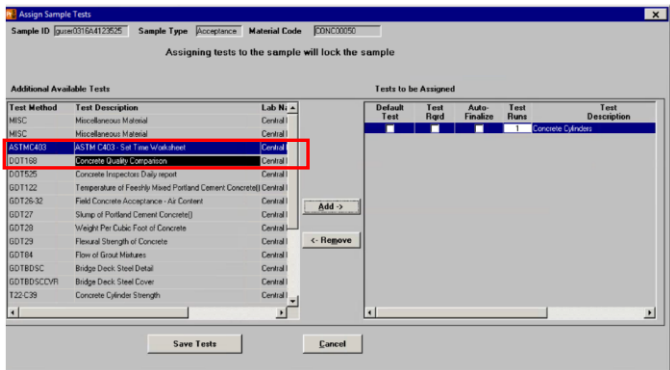 Assign Sample Tests
Sample ID guser0316A4123525 Sample Type Acceptance Material Code CONC00050
Assigning tests to the sample will lock the sample
Additional Available Tests Tests to be Assigned
Test Method Test Description Lab Na Default Test Test Rqrd Auto-Finalize Test Runs Test Description
MISC Miscellaneous Material Central 1 Concrete Cylinders
MISC Miscellaneous Material Central
ASTMC403 ASTM C403 - Set Time Worksheet Central
DOT168 Concrete Quality Comparison Central
DOT525 Concrete Inspectors Daily report Central
GDT122 Temperature of Freshly Mixed Portland Cement Concrete() Central
GDT26-32 Field Concrete Acceptance - Air Content Central
Add ->
GDT27 Slump of Portland Cement Concrete() Central
GDT28 Weight Per Cubic Foot of Concrete Central
GDT29 Flexural Strength of Concrete Central
<- Remove
GDT84 Flow of Grout Mixtures Central
GDTBDSC Bridge Deck Steel Detail Central
GDTBDSCCVR Bridge Deck Steel Cover Central
T22-C39 Concrete Cylinder Strength Central
Save Tests Cancel